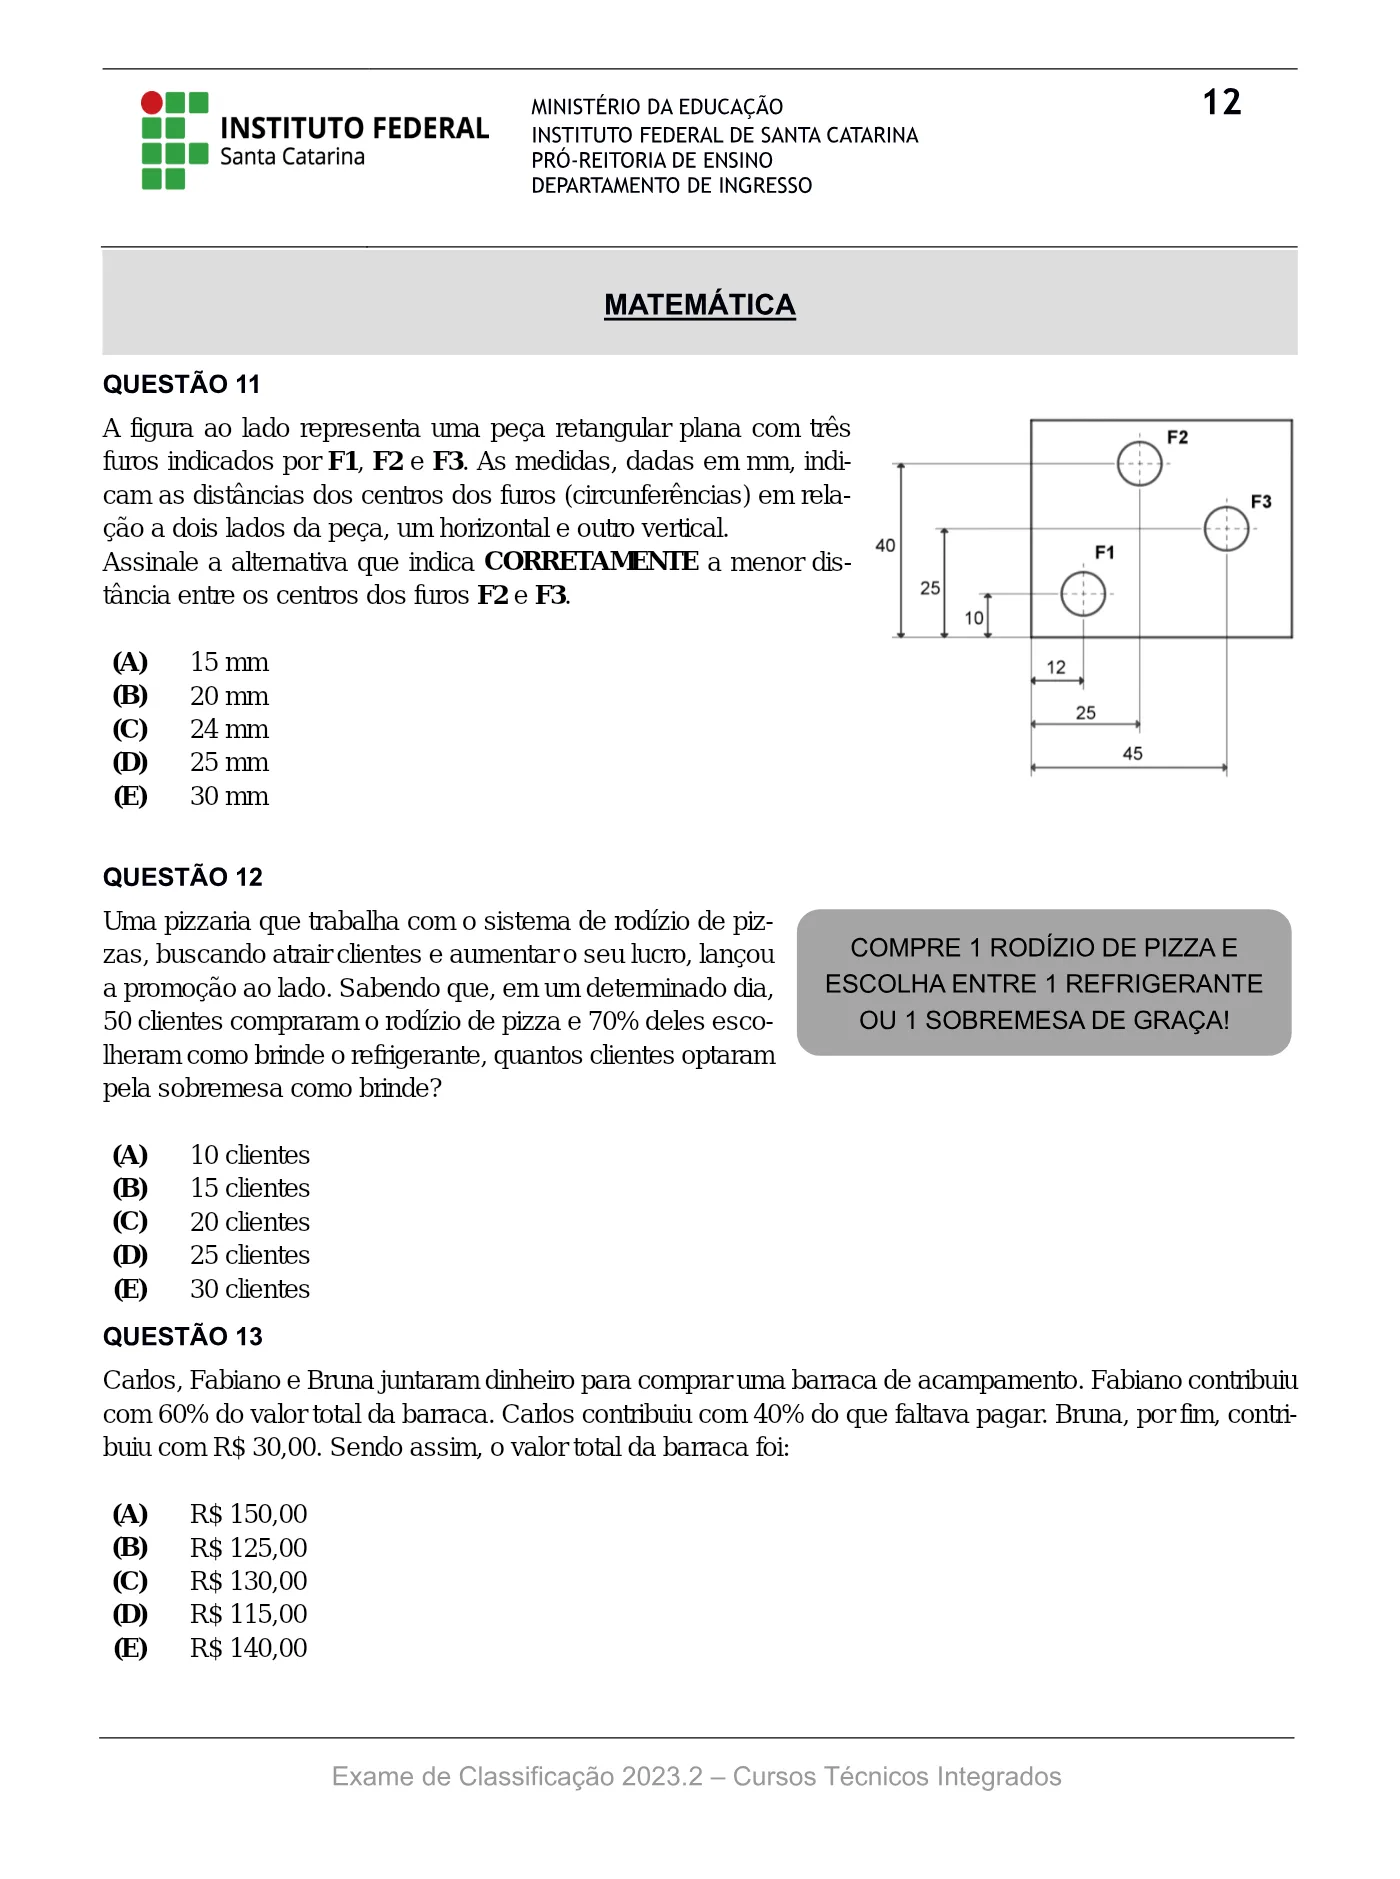 INSTITUTO FEDERAL
Santa Catarina
MINISTÉRIO DA EDUCAÇÃO
INSTITUTO FEDERAL DE SANTA CATARINA
PRÓ-REITORIA DE ENSINO
DEPARTAMENTO DE INGRESSO
12
MATEMÁTICA
QUESTÃO 11
A figura ao lado representa uma peça retangular plana com três
furos indicados por F1, F2 e F3. As medidas, dadas em mm, indi-
cam as distâncias dos centros dos furos (circunferências) em rela-
ção a dois lados da peça, um horizontal e outro vertical.
Assinale a alternativa que indica CORRETAMENTE a menor dis-
tância entre os centros dos furos F2 e F3.
(A) 15 mm
(B) 20 mm
(C) 24 mm
(D) 25 mm
(E) 30 mm
F2
F3
F1
40
25
10
12
25
45
QUESTÃO 12
Uma pizzaria que trabalha com o sistema de rodízio de piz-
zas, buscando atrair clientes e aumentar o seu lucro, lançou
a promoção ao lado. Sabendo que, em um determinado dia,
50 clientes compraram o rodízio de pizza e 70% deles esco-
lheram como brinde o refrigerante, quantos clientes optaram
pela sobremesa como brinde?
COMPRE 1 RODÍZIO DE PIZZA E
ESCOLHA ENTRE 1 REFRIGERANTE
OU 1 SOBREMESA DE GRAÇA!
(A) 10 clientes
(B) 15 clientes
(C) 20 clientes
(D) 25 clientes
(E) 30 clientes
QUESTÃO 13
Carlos, Fabiano e Bruna juntaram dinheiro para comprar uma barraca de acampamento. Fabiano contribuiu
com 60% do valor total da barraca. Carlos contribuiu com 40% do que faltava pagar. Bruna, por fim, contri-
buiu com R$ 30,00. Sendo assim, o valor total da barraca foi:
(A) R$ 150,00
(B) R$ 125,00
(C) R$ 130,00
(D) R$ 115,00
(E) R$ 140,00
Exame de Classificação 2023.2 – Cursos Técnicos Integrados